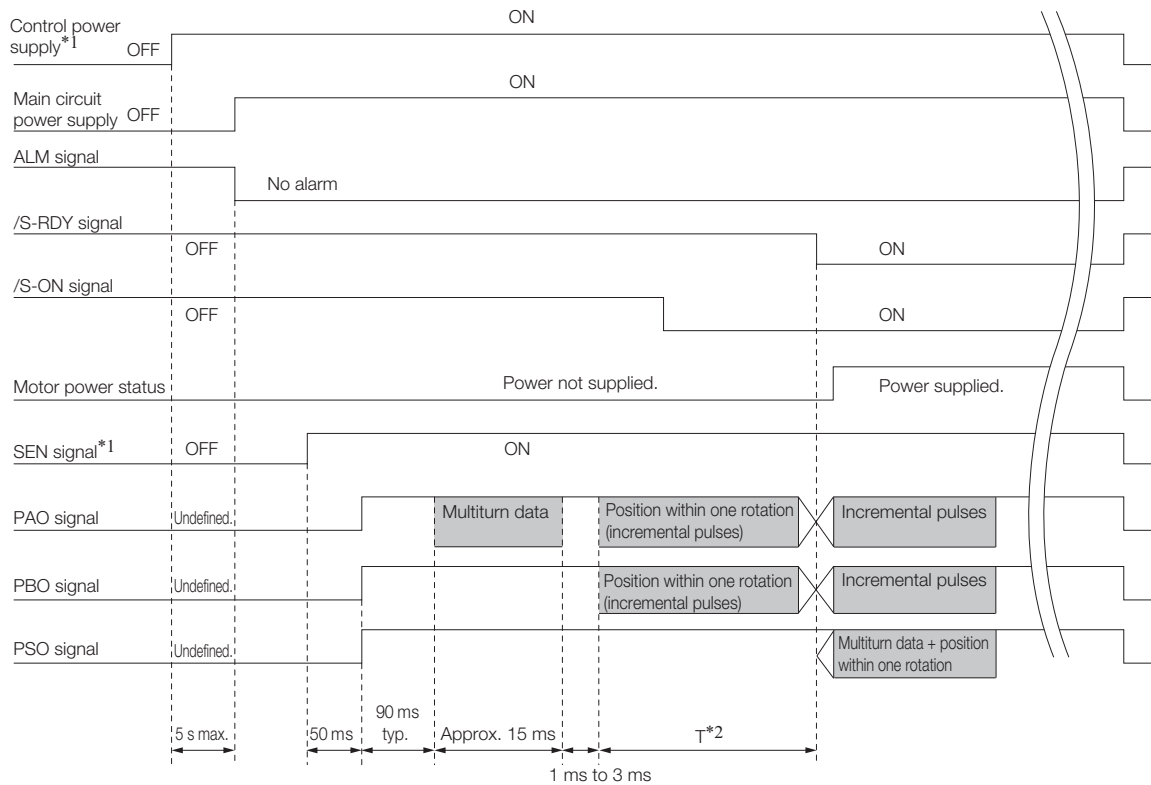 Control power
supply*1 OFF
ON
Main circuit
power supply OFF
ON
ALM signal
No alarm
/S-RDY signal
OFF
ON
/S-ON signal
OFF
ON
Motor power status
Power not supplied.
Power supplied.
SEN signal*1
OFF
ON
PAO signal
Undefined.
Multiturn data
Position within one rotation
(incremental pulses)
Incremental pulses
PBO signal
Undefined.
Position within one rotation
(incremental pulses)
Incremental pulses
PSO signal
Undefined.
Multiturn data + position
within one rotation
5 s max.
50 ms
90 ms
typ.
Approx. 15 ms
1 ms to 3 ms
T*2